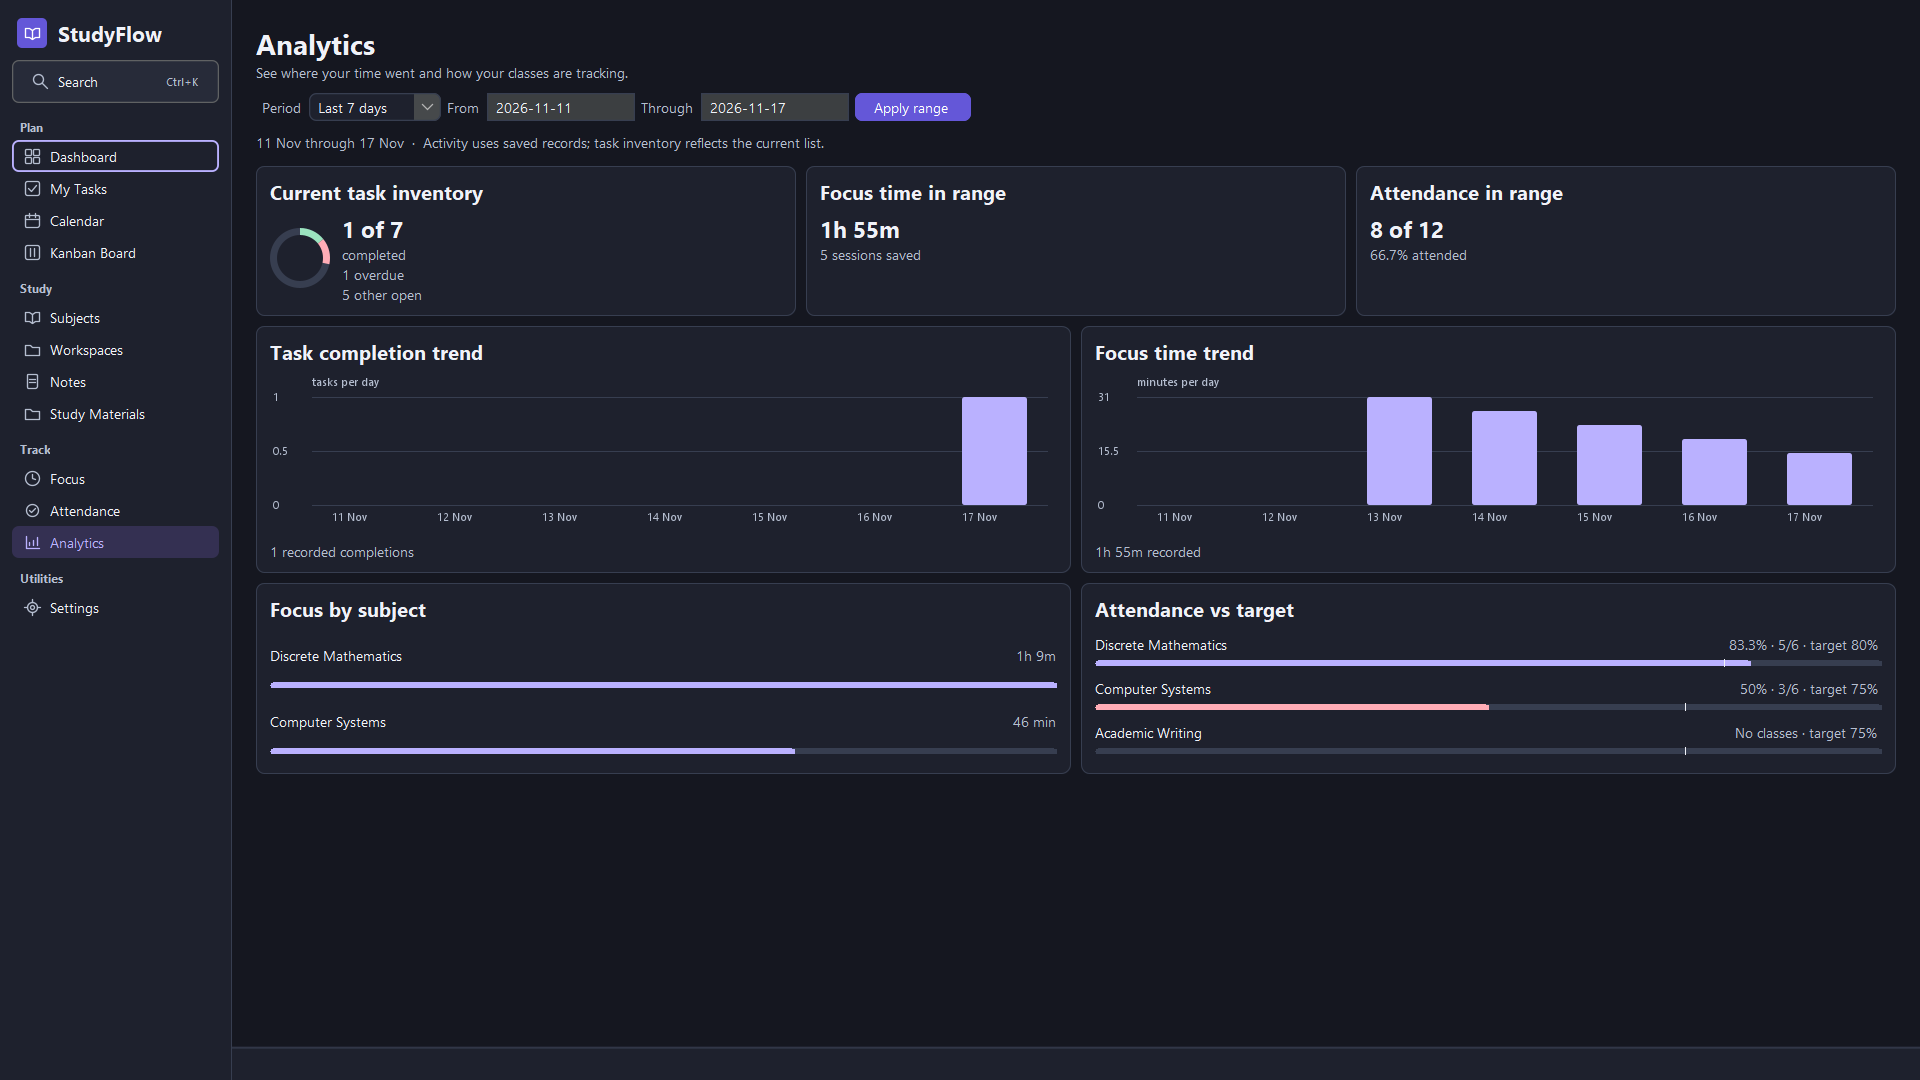 StudyFlow
Search Ctrl+K
Plan
Dashboard
My Tasks
Calendar
Kanban Board
Study
Subjects
Workspaces
Notes
Study Materials
Track
Focus
Attendance
Analytics
Utilities
Settings
Analytics
See where your time went and how your classes are tracking.
Period Last 7 days From 2026-11-11 Through 2026-11-17 Apply range
11 Nov through 17 Nov · Activity uses saved records; task inventory reflects the current list.
Current task inventory
1 of 7
completed
1 overdue
5 other open
Focus time in range
1h 55m
5 sessions saved
Attendance in range
8 of 12
66.7% attended
Task completion trend
tasks per day
1
0.5
0
11 Nov 12 Nov 13 Nov 14 Nov 15 Nov 16 Nov 17 Nov
1 recorded completions
Focus time trend
minutes per day
31
15.5
0
11 Nov 12 Nov 13 Nov 14 Nov 15 Nov 16 Nov 17 Nov
1h 55m recorded
Focus by subject
Discrete Mathematics 1h 9m
Computer Systems 46 min
Attendance vs target
Discrete Mathematics 83.3% · 5/6 · target 80%
Computer Systems 50% · 3/6 · target 75%
Academic Writing No classes · target 75%